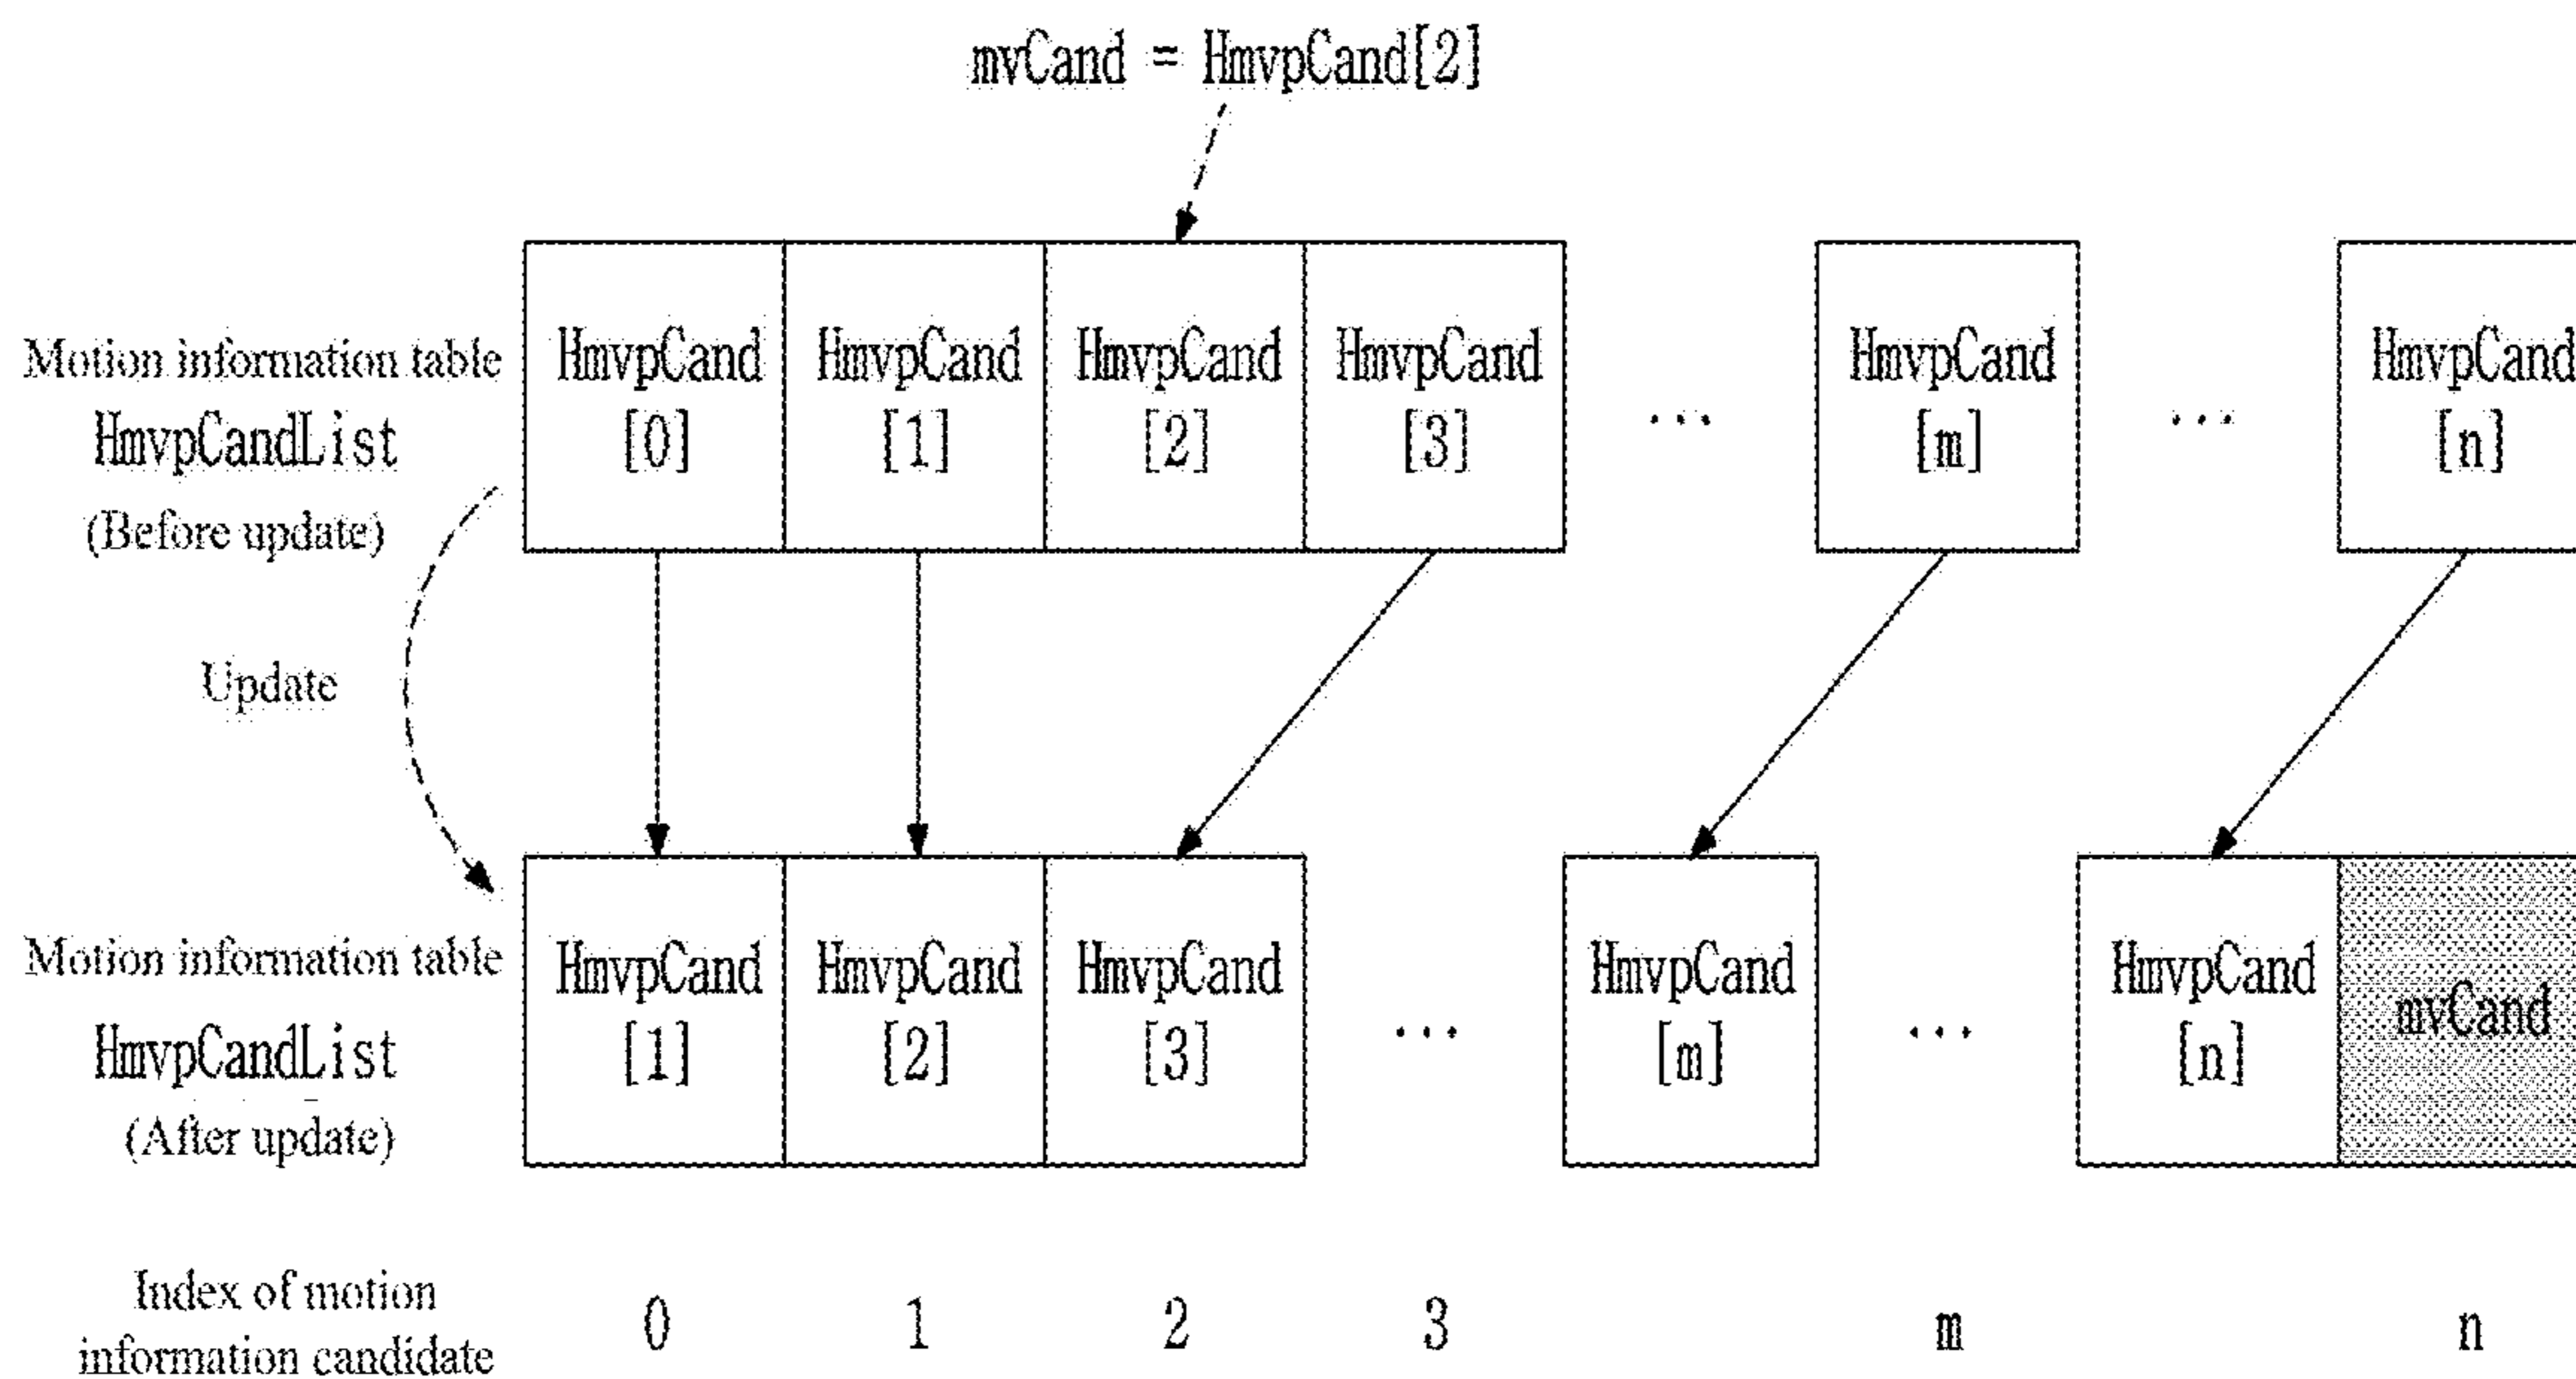 mvCand = HmvpCand[2]
Motion information table
HmvpCandList
(Before update)
HmvpCand
[0]
HmvpCand
[1]
HmvpCand
[2]
HmvpCand
[3]
...
HmvpCand
[m]
...
HmvpCand
[n]
Update
Motion information table
HmvpCandList
(After update)
HmvpCand
[1]
HmvpCand
[2]
HmvpCand
[3]
...
HmvpCand
[m]
...
HmvpCand
[n]
mvCand
Index of motion
information candidate
0
1
2
3
m
n